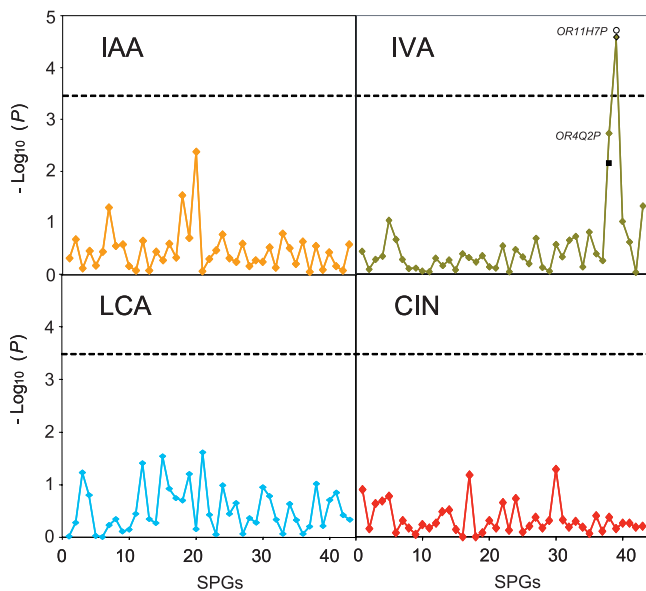 IAA
IVA
LCA
CIN
OR11H7P
OR4Q2P
- Log10 (P)
5
4
3
2
1
0
- Log10 (P)
4
3
2
1
0
0 10 20 30
0 10 20 30 40
SPGs
SPGs